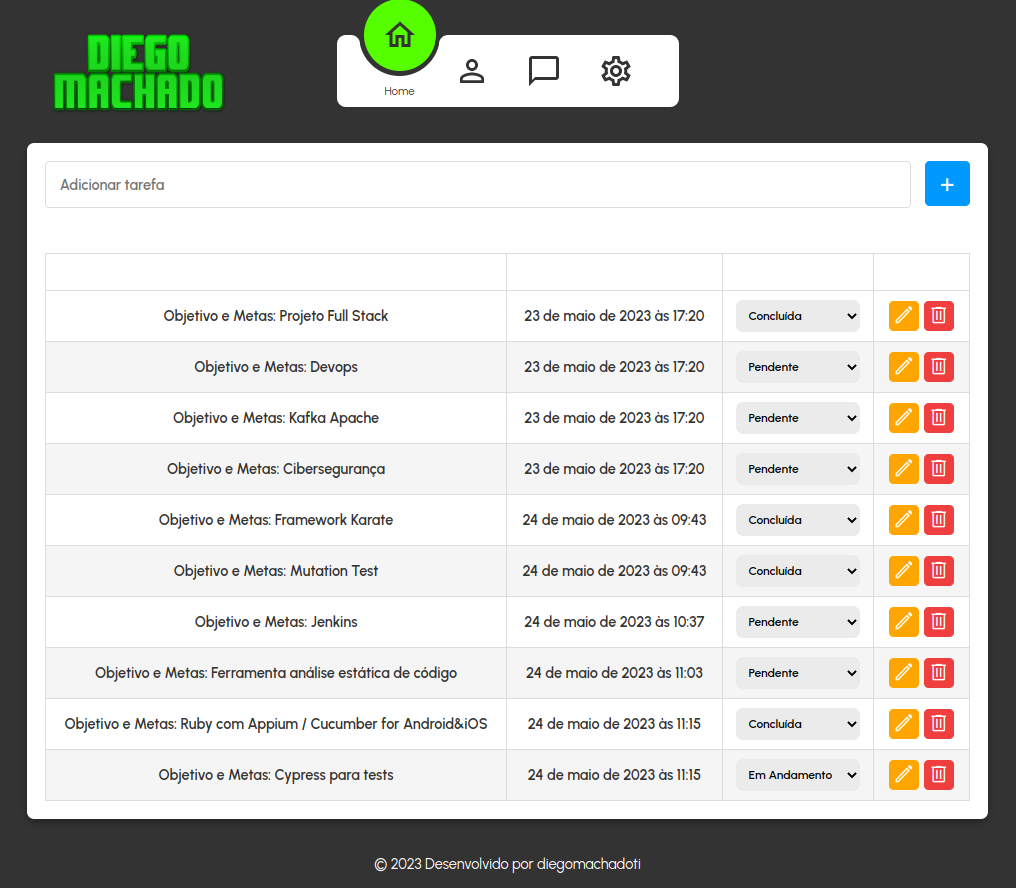 DIEGO
MACHADO
Home
Adicionar tarefa
+
Objetivo e Metas: Projeto Full Stack 23 de maio de 2023 às 17:20 Concluída
Objetivo e Metas: Devops 23 de maio de 2023 às 17:20 Pendente
Objetivo e Metas: Kafka Apache 23 de maio de 2023 às 17:20 Pendente
Objetivo e Metas: Cibersegurança 23 de maio de 2023 às 17:20 Pendente
Objetivo e Metas: Framework Karate 24 de maio de 2023 às 09:43 Concluída
Objetivo e Metas: Mutation Test 24 de maio de 2023 às 09:43 Concluída
Objetivo e Metas: Jenkins 24 de maio de 2023 às 10:37 Pendente
Objetivo e Metas: Ferramenta análise estática de código 24 de maio de 2023 às 11:03 Pendente
Objetivo e Metas: Ruby com Appium / Cucumber for Android&iOS 24 de maio de 2023 às 11:15 Concluída
Objetivo e Metas: Cypress para tests 24 de maio de 2023 às 11:15 Em Andamento
© 2023 Desenvolvido por diegomachadoti